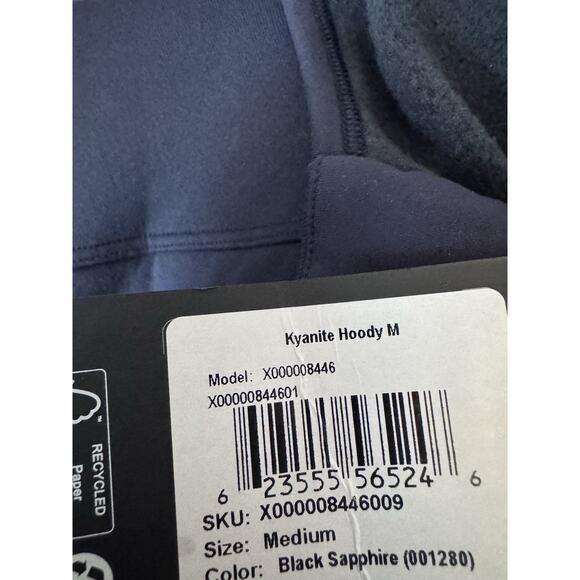 Kyanite Hoody M
Model: X000008446
X00000844601
6 23555 56524 6
SKU: X000008446009
Size: Medium
Color: Black Sapphire (001280)
™
RECYCLED
Paper